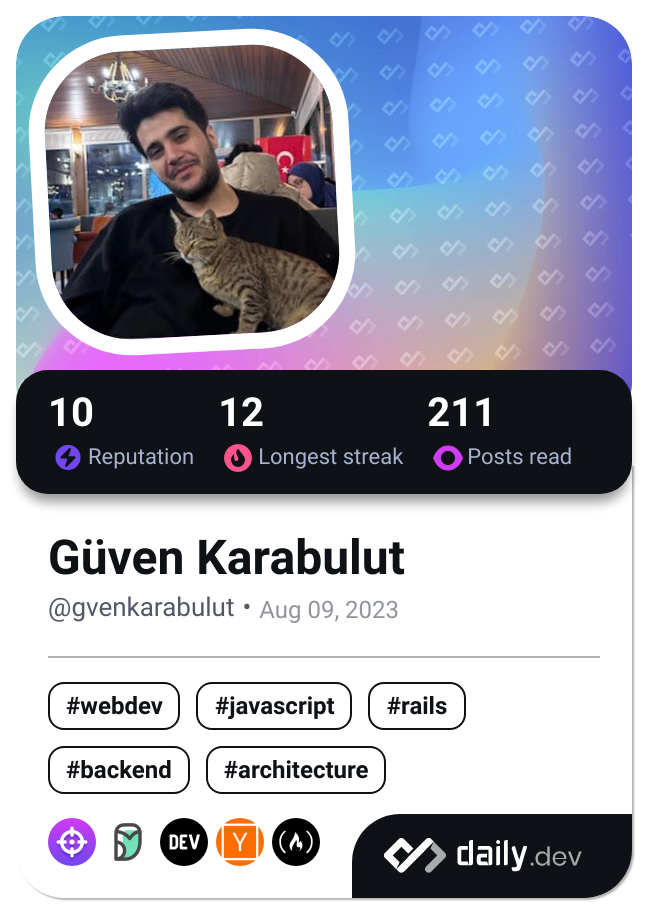 10 12 211
Reputation Longest streak Posts read
Güven Karabulut
@gvenkarabulut • Aug 09, 2023
#webdev #javascript #rails
#backend #architecture
DEV Y daily.dev